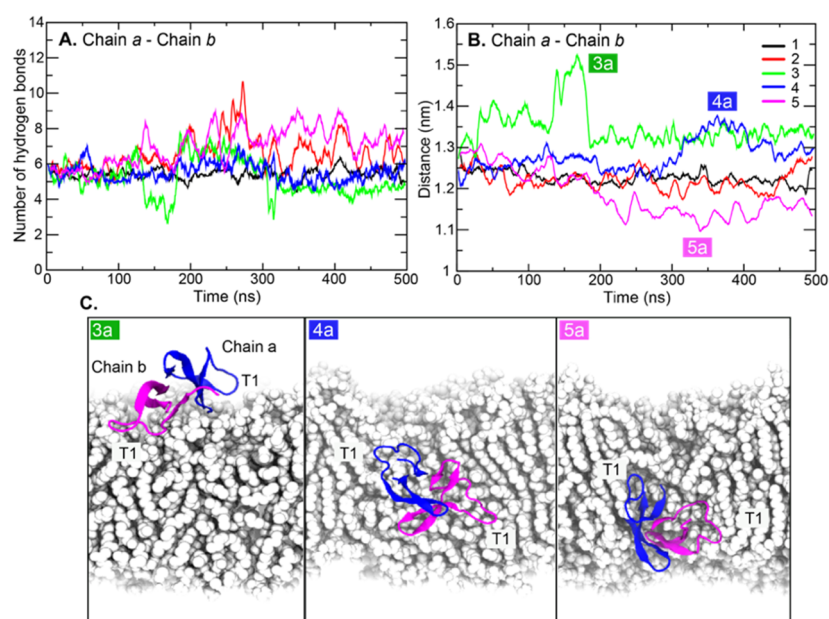 A. Chain a - Chain b
Number of hydrogen bonds
14
12
10
8
6
4
2
0
0 100 200 300 400 500
Time (ns)
B. Chain a - Chain b
3a
4a
5a
1
2
3
4
5
Distance (nm)
1.6
1.5
1.4
1.3
1.2
1.1
1
0 100 200 300 400 500
Time (ns)
C.
3a
Chain a
Chain b
T1
T1
4a
T1
T1
5a
T1
T1